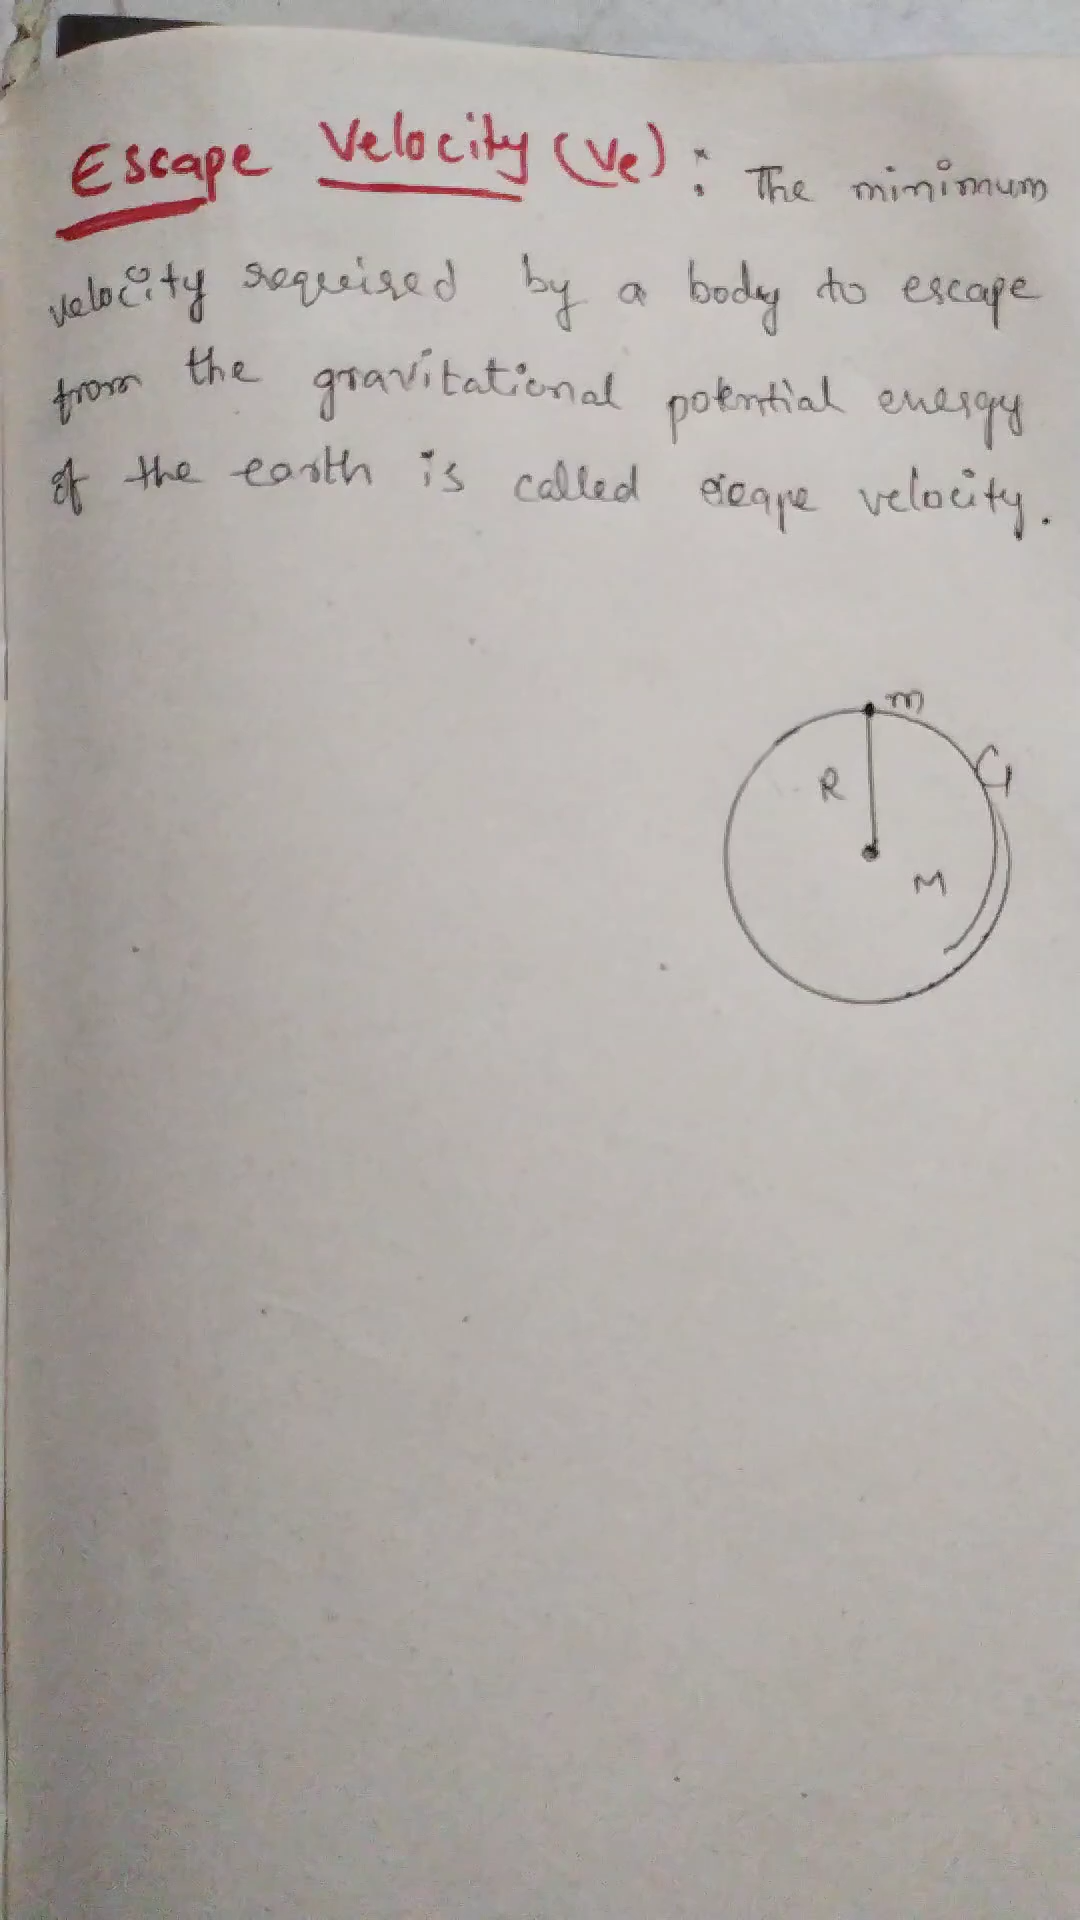 Escape Velocity (Ve) : The minimum
velocity required by a body to escape
from the gravitational potential energy
of the earth is called escape velocity.
m
R
M